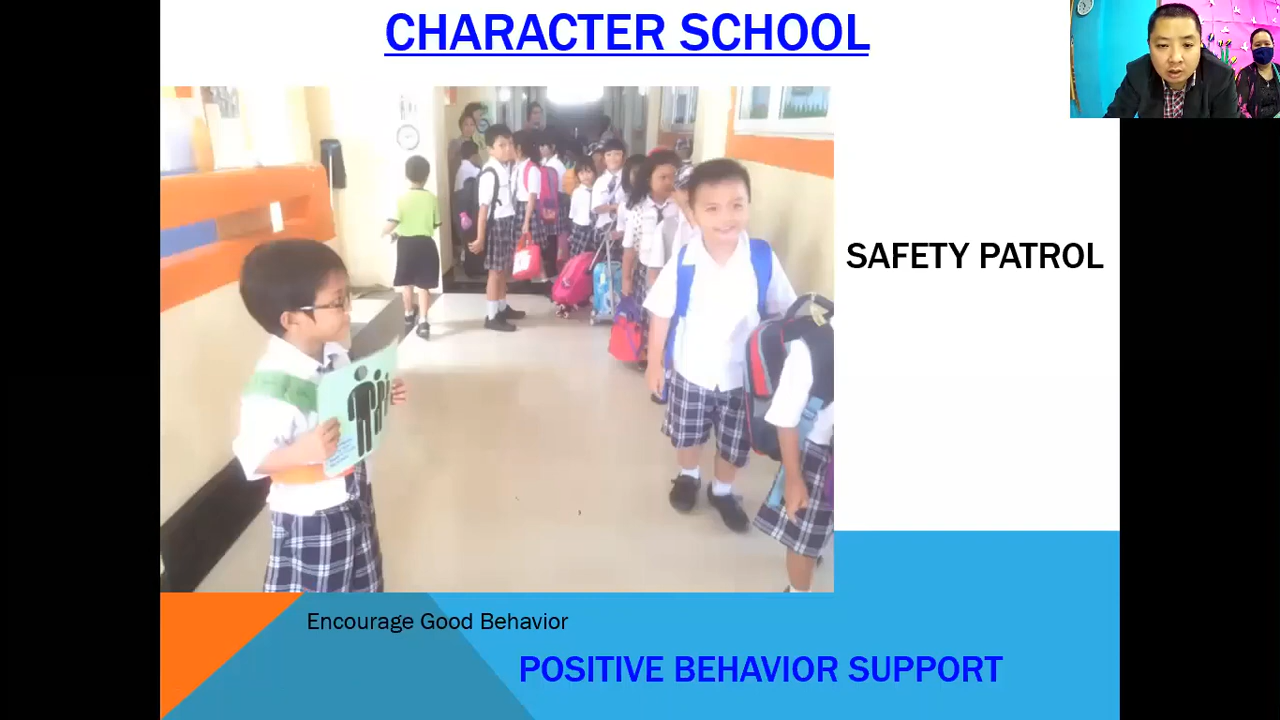 CHARACTER SCHOOL
SAFETY PATROL
Encourage Good Behavior
POSITIVE BEHAVIOR SUPPORT